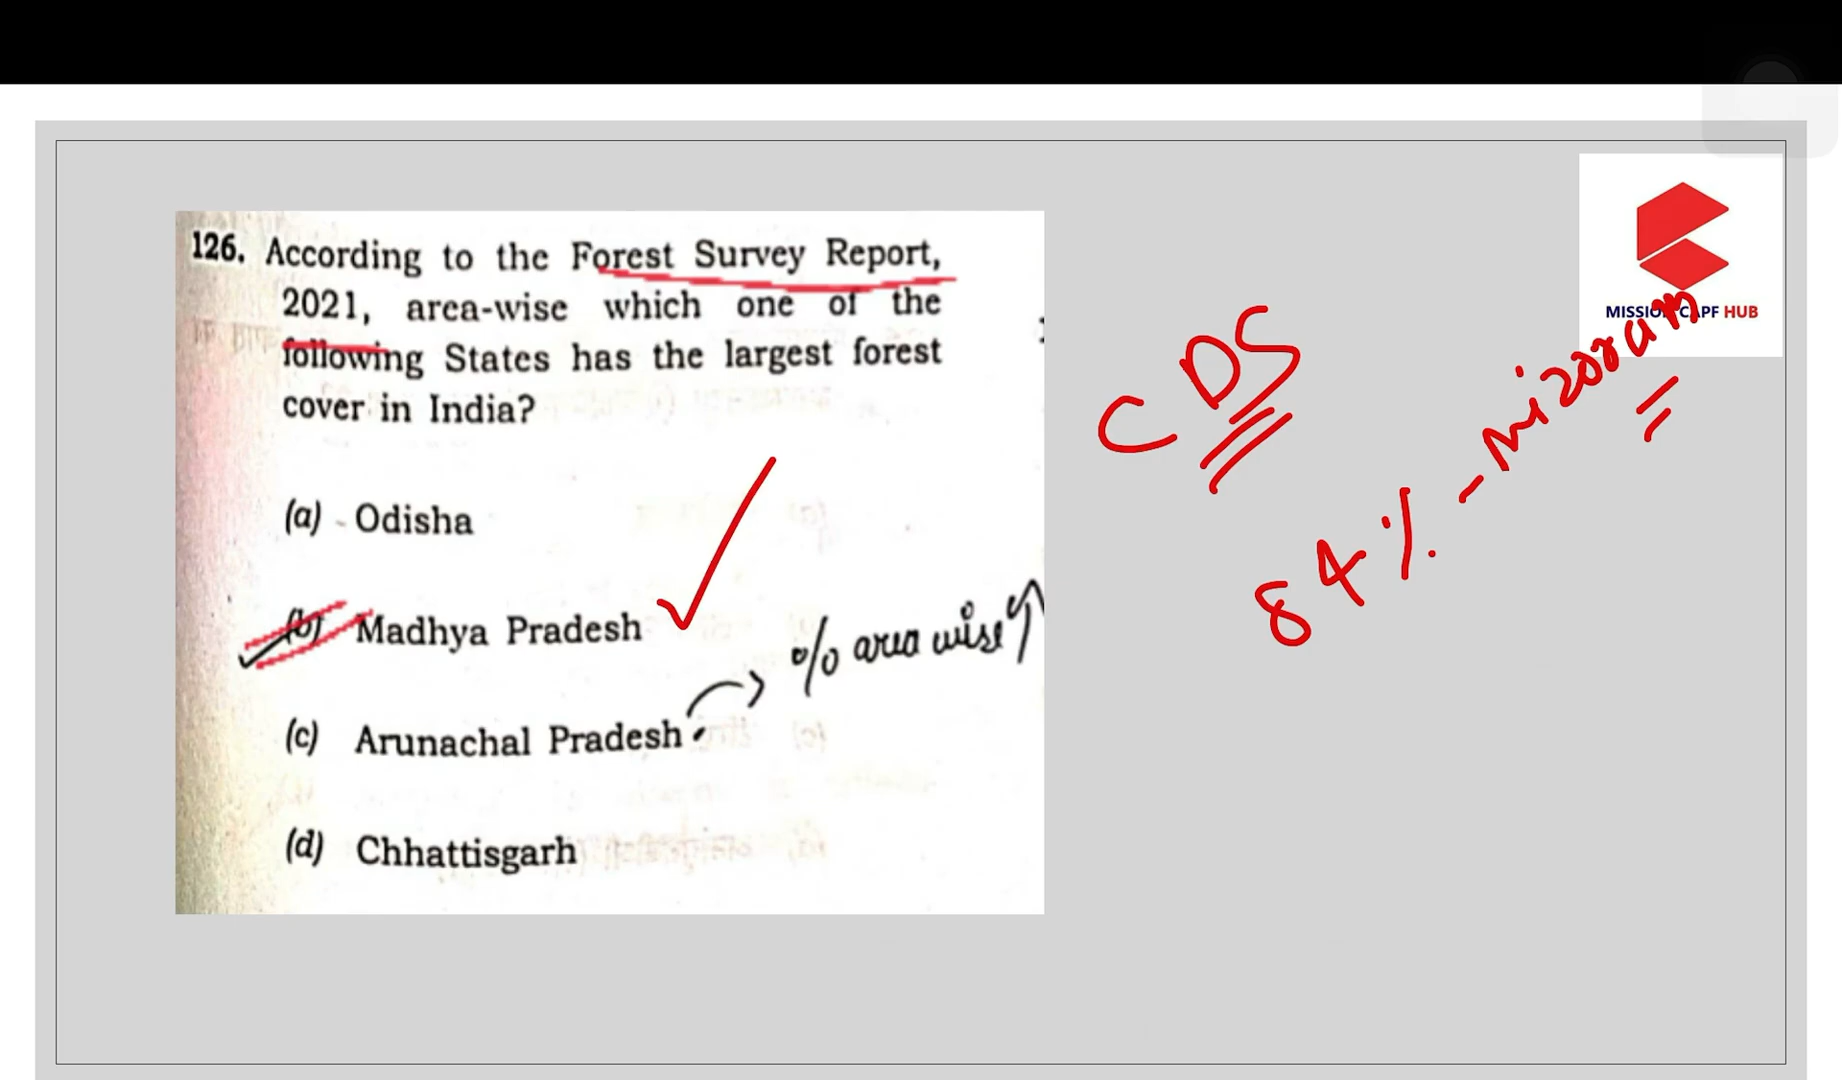 126. According to the Forest Survey Report,
2021, area-wise which one of the
following States has the largest forest
cover in India?
(a) Odisha
(b) Madhya Pradesh
(c) Arunachal Pradesh
% area wise
(d) Chhattisgarh
CDS
84% - mizoram
MISSION CAPF HUB